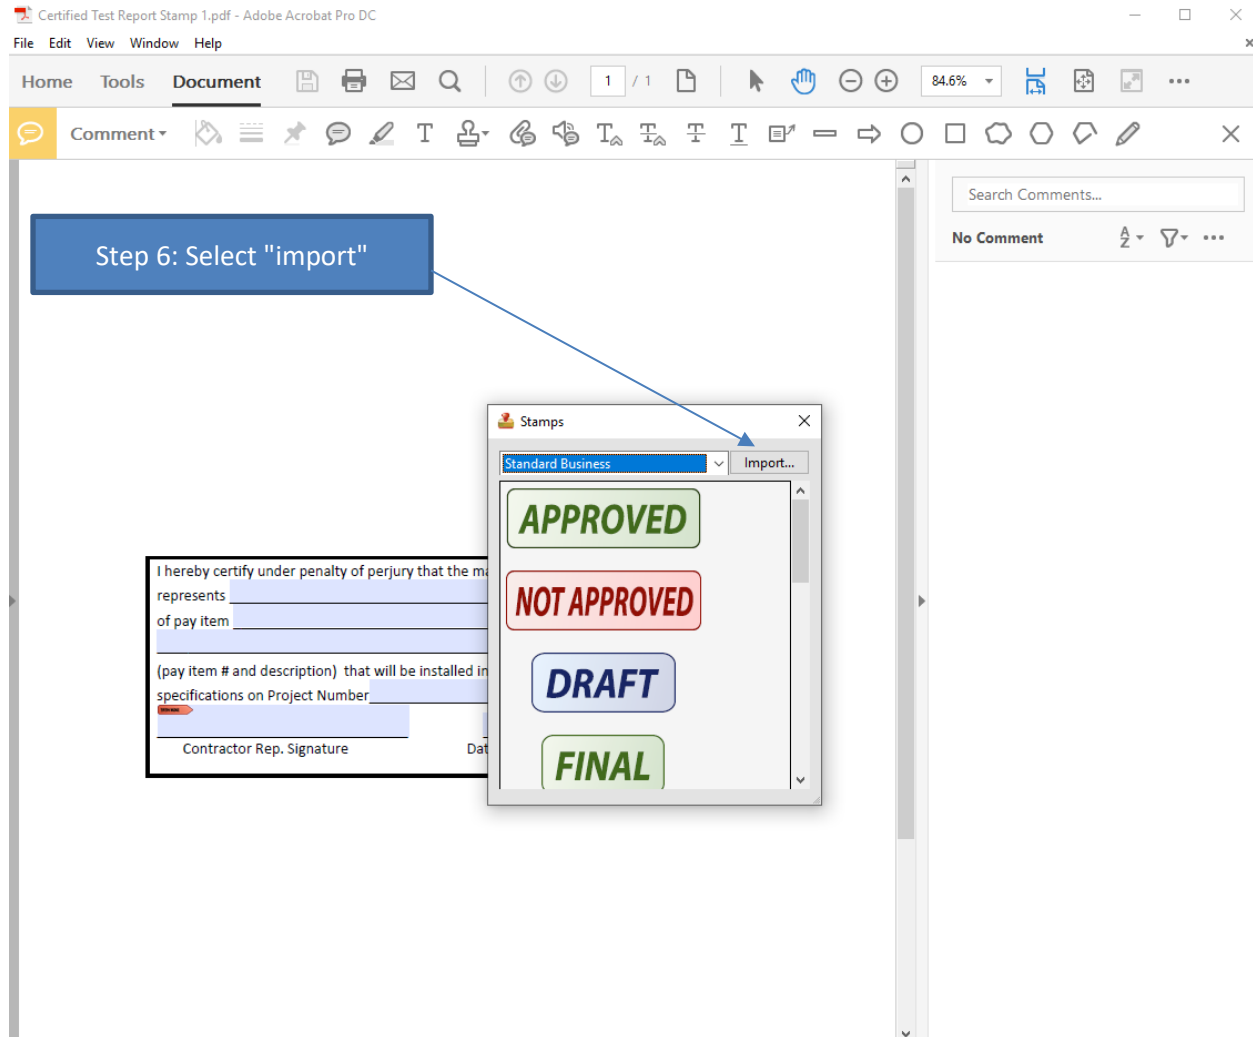 Certified Test Report Stamp 1.pdf - Adobe Acrobat Pro DC
File Edit View Window Help
Home Tools Document 1 / 1 84.6%
Comment
Search Comments...
No Comment
Step 6: Select "import"
Stamps
Standard Business Import...
APPROVED
NOT APPROVED
DRAFT
FINAL
I hereby certify under penalty of perjury that the
represents
of pay item
(pay item # and description) that will be installed in
specifications on Project Number
Contractor Rep. Signature